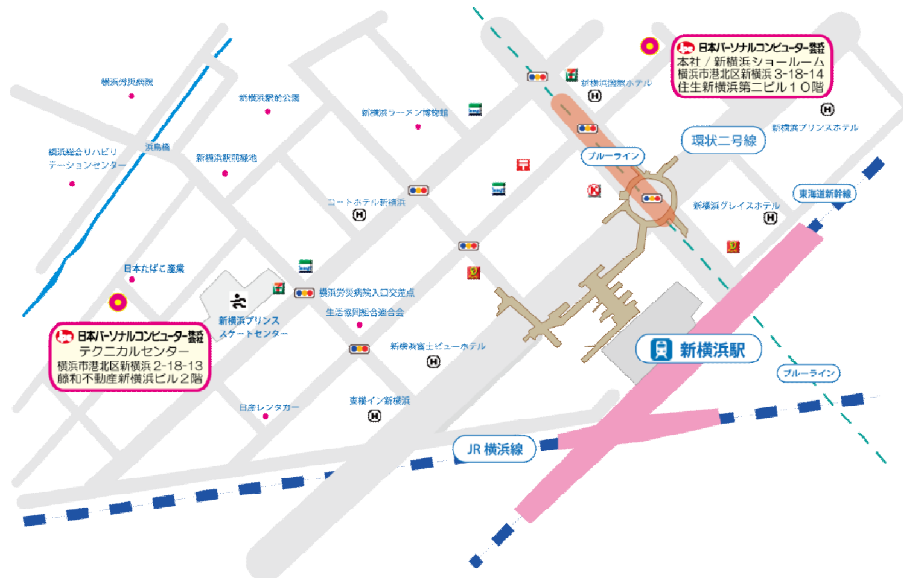 日本パーソナルコンピューター株式会社
本社 / 新横浜ショールーム
横浜市港北区新横浜 3-18-14
住生新横浜第二ビル１０階
横浜労災病院
新横浜駅前公園
新横浜ラーメン博物館
新横浜国際ホテル
新横浜プリンスホテル
環状二号線
浜鳥橋
横浜総合リハビリ
テーションセンター
新横浜駅前緑地
ブルーライン
東海道新幹線
コートホテル新横浜
新横浜グレイスホテル
日本たばこ産業
横浜労災病院入口交差点
新横浜プリンス
スケートセンター
生活協同組合連合会
日本パーソナルコンピューター株式会社
テクニカルセンター
横浜市港北区新横浜 2-18-13
藤和不動産新横浜ビル２階
新横浜富士ビューホテル
新横浜駅
ブルーライン
東横イン新横浜
日産レンタカー
JR 横浜線